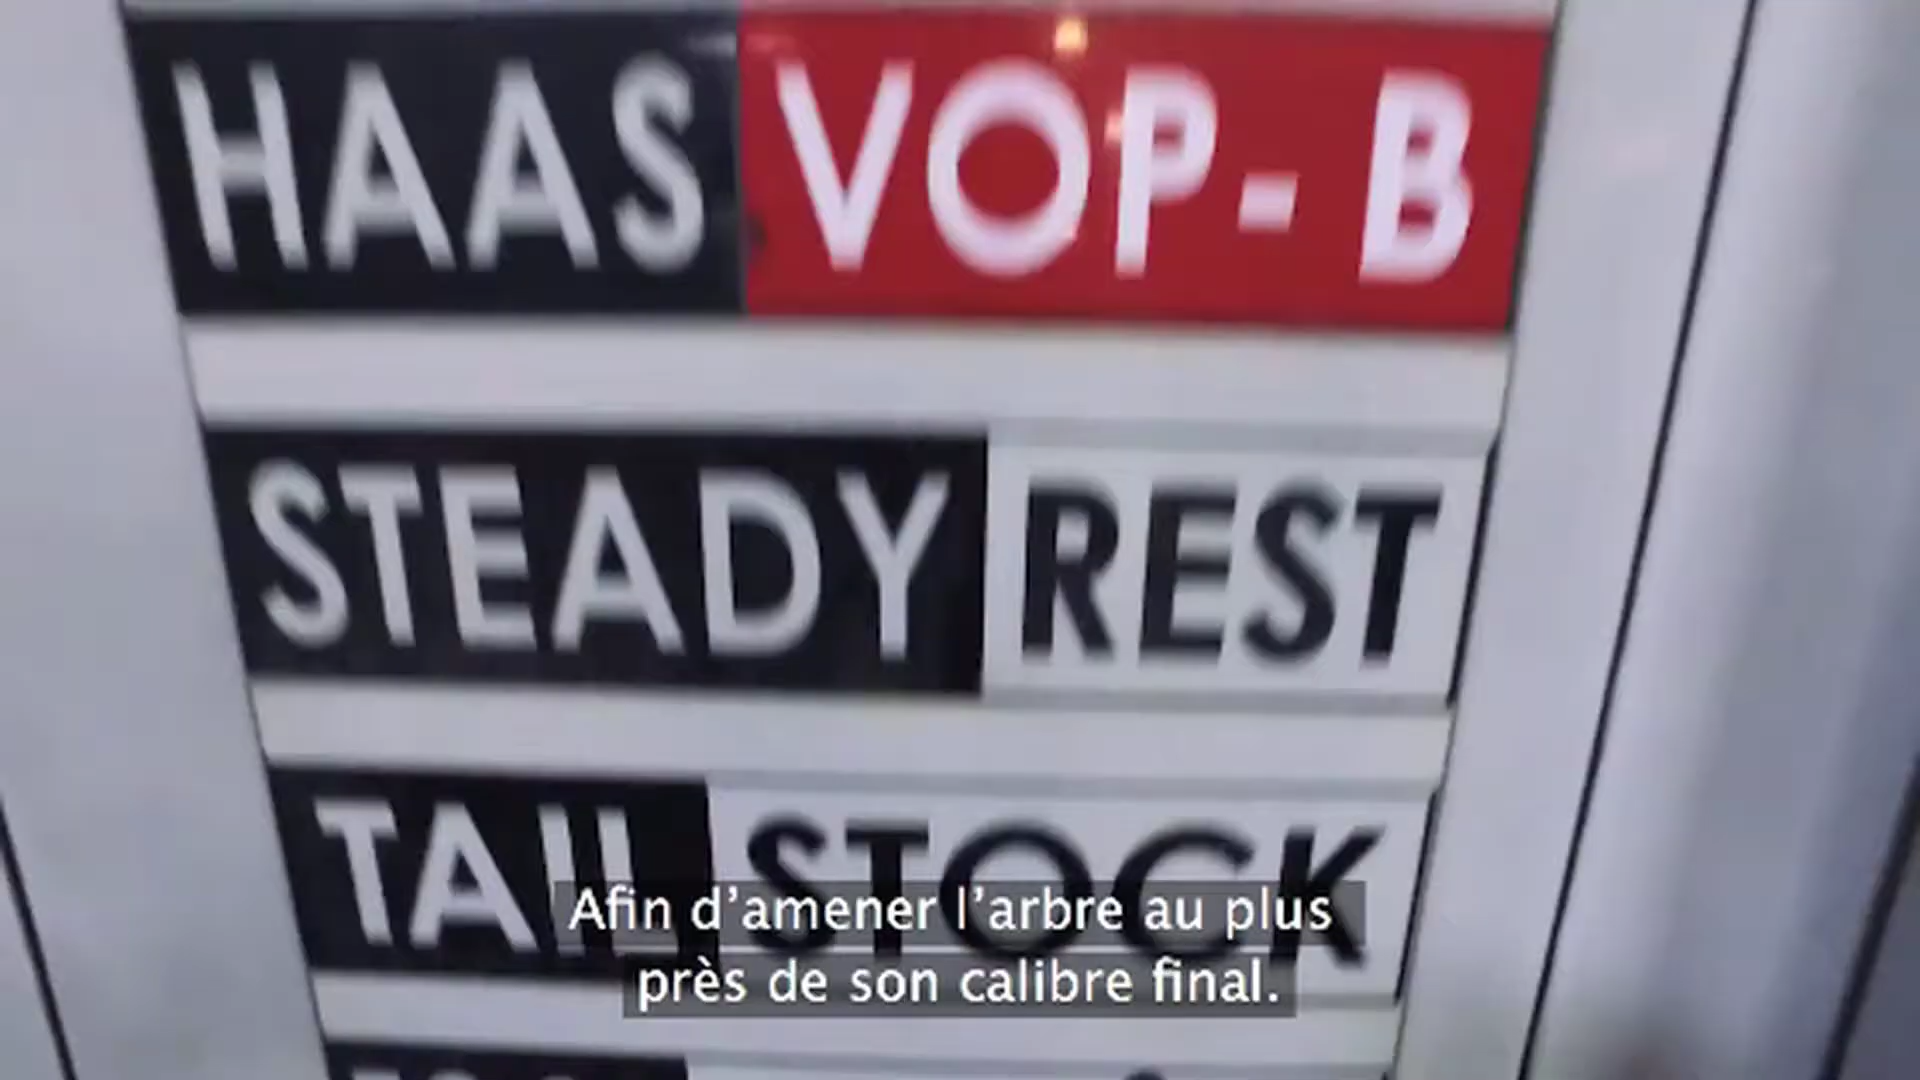 HAAS VOP-B
STEADY REST
TAIL STOCK
Afin d’amener l’arbre au plus
près de son calibre final.